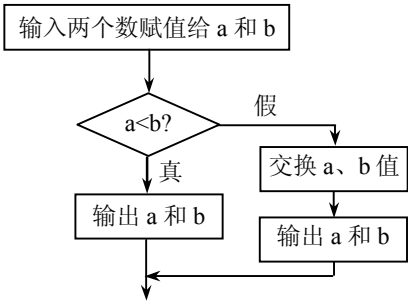 输入两个数赋值给 a 和 b
a<b?
假
真
交换 a、b 值
输出 a 和 b
输出 a 和 b